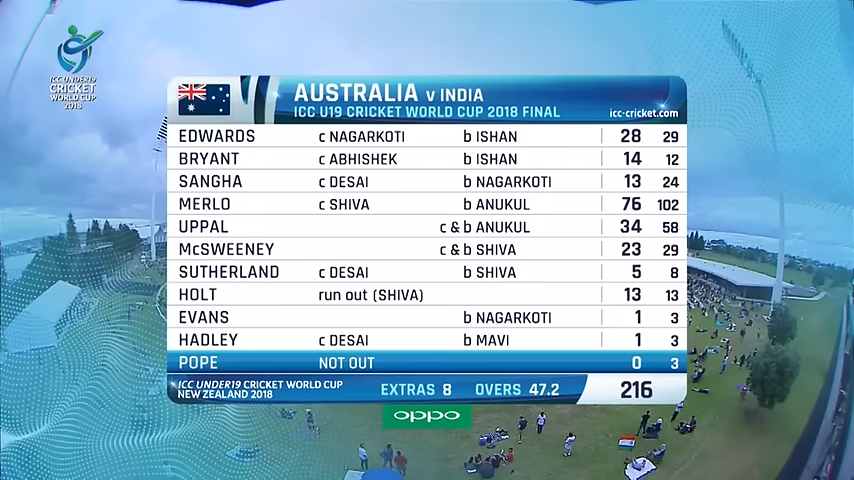 ICC UNDER19
CRICKET
WORLD CUP
2018
AUSTRALIA v INDIA
ICC U19 CRICKET WORLD CUP 2018 FINAL icc-cricket.com
EDWARDS c NAGARKOTI b ISHAN 28 29
BRYANT c ABHISHEK b ISHAN 14 12
SANGHA c DESAI b NAGARKOTI 13 24
MERLO c SHIVA b ANUKUL 76 102
UPPAL c & b ANUKUL 34 58
McSWEENEY c & b SHIVA 23 29
SUTHERLAND c DESAI b SHIVA 5 8
HOLT run out (SHIVA) 13 13
EVANS b NAGARKOTI 1 3
HADLEY c DESAI b MAVI 1 3
POPE NOT OUT 0 3
ICC UNDER19 CRICKET WORLD CUP
NEW ZEALAND 2018
EXTRAS 8 OVERS 47.2 216
oppo